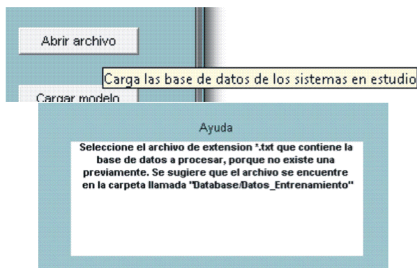 Abrir archivo
Carga las base de datos de los sistemas en estudio
Cargar modelo
Ayuda
Seleccione el archivo de extension *.txt que contiene la
base de datos a procesar, porque no existe una
previamente. Se sugiere que el archivo se encuentre
en la carpeta llamada "Database/Datos_Entrenamiento"